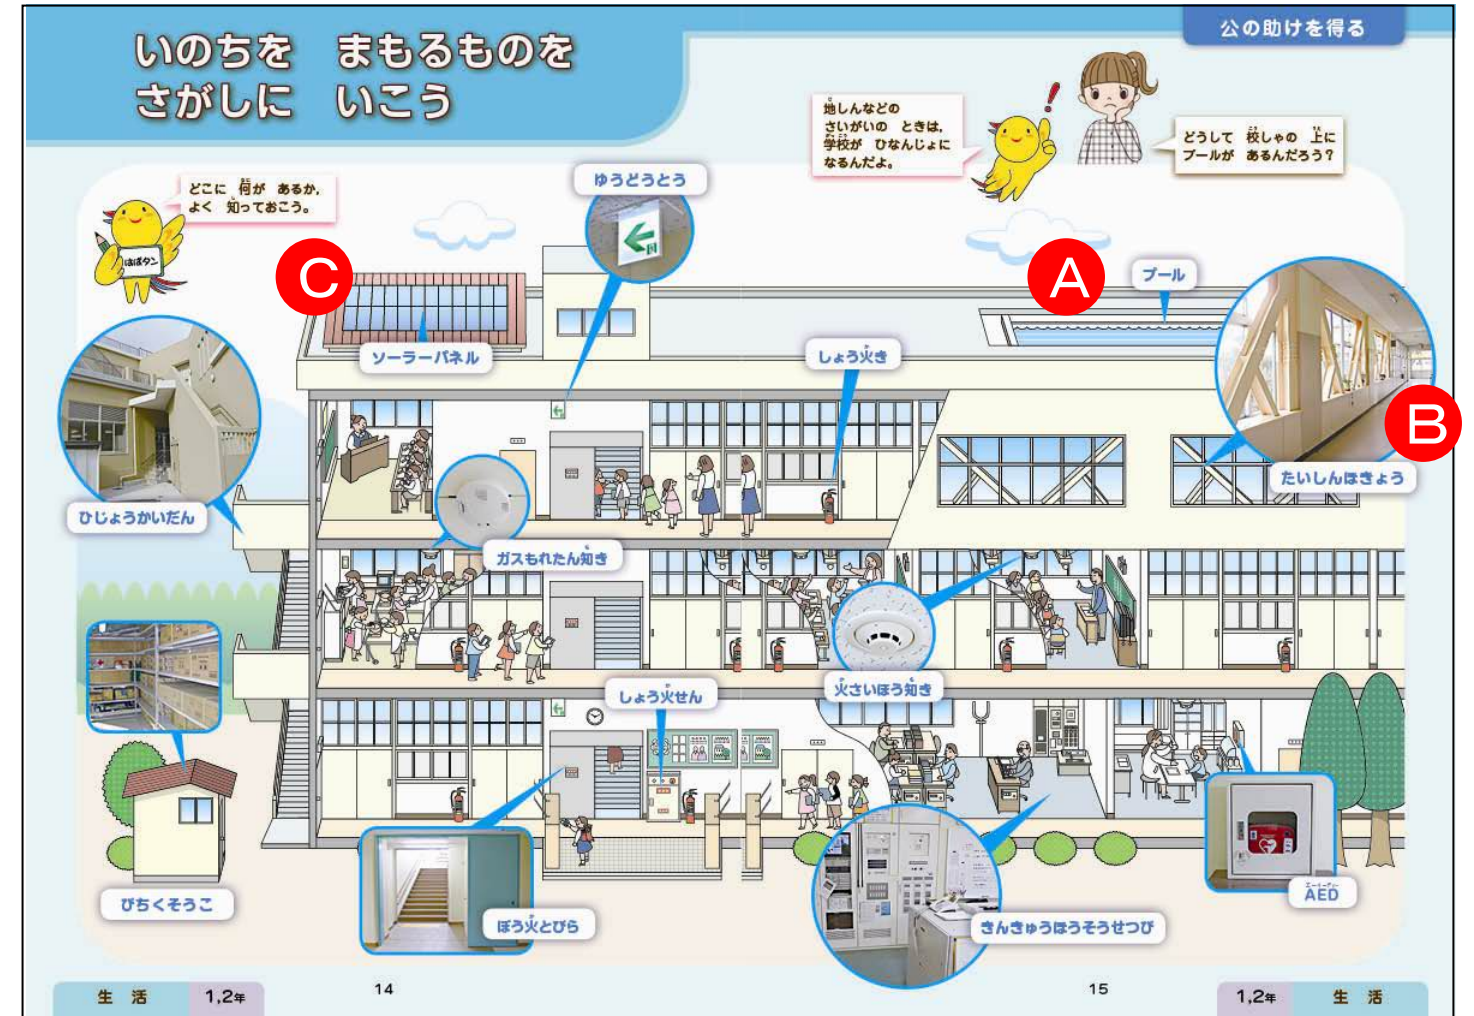 公の助けを得る
いのちを まもるものを
さがしに いこう
地しんなどの
さいがいの ときは，
学校が ひなんじょに
なるんだよ。
どうして 校しゃの 上に
プールが あるんだろう？
どこに 何が あるか，
よく 知っておこう。
はばタン
ゆうどうとう
C
A
プール
ソーラーパネル
しょう火き
B
たいしんほきょう
ひじょうかいだん
ガスもれたん知き
火さいほう知き
しょう火せん
びちくそうこ
ぼう火とびら
きんきゅうほうそうせつび
AED
生 活
1,2年
14
15
1,2年
生 活